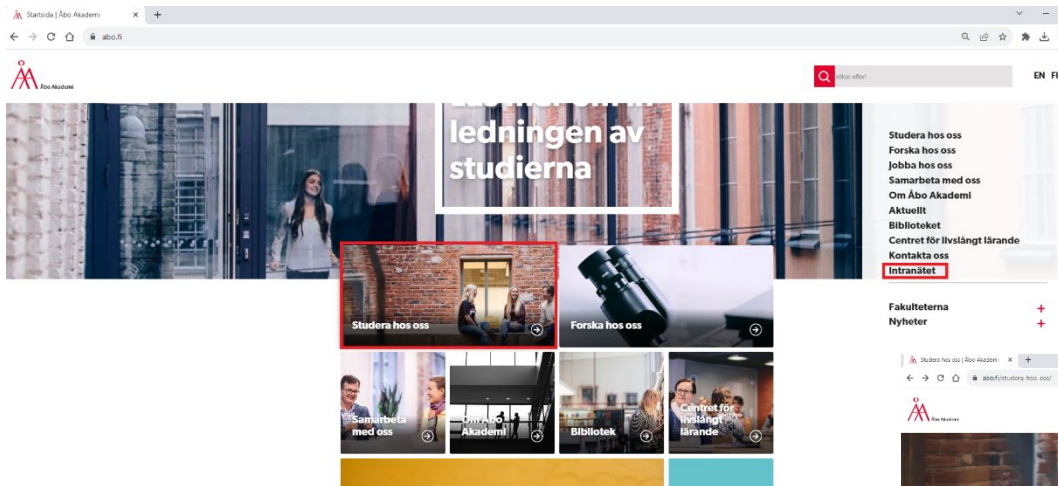 Startsida | Åbo Akademi
abo.fi
Åbo Akademi
EN
ledningen av
studierna
Studera hos oss
Forska hos oss
Jobba hos oss
Samarbeta med oss
Om Åbo Akademi
Aktuellt
Biblioteket
Centret för livslångt lärande
Kontakta oss
Intranätet
Fakulteterna
Nyheter
Studera hos oss
Forska hos oss
Samarbeta
med oss
Om Åbo
Akademi
Bibliotek
Centret för
livslångt
lärande
Studera hos oss | Åbo Akademi
abo.fi/studera-hos-oss/
Åbo Akademi